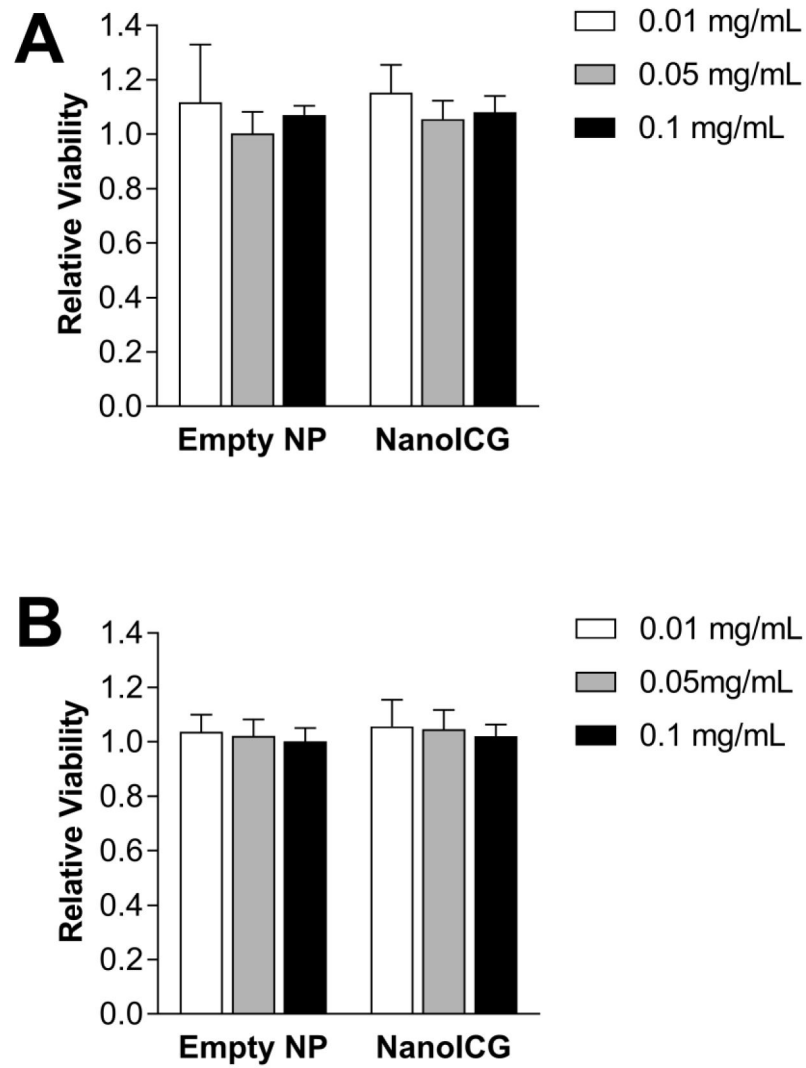 A
Relative Viability
1.4
1.2
1.0
0.8
0.6
0.4
0.2
0.0
Empty NP NanoICG
0.01 mg/mL
0.05 mg/mL
0.1 mg/mL
B
Relative Viability
1.4
1.2
1.0
0.8
0.6
0.4
0.2
0.0
Empty NP NanoICG
0.01 mg/mL
0.05mg/mL
0.1 mg/mL